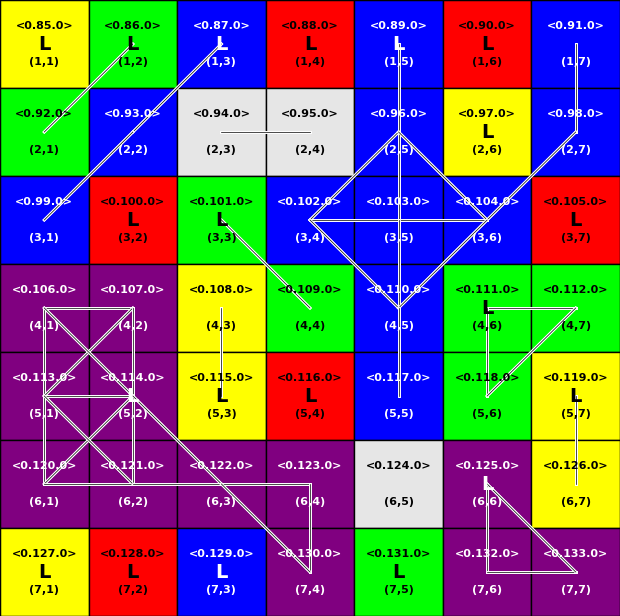 <0.85.0> <0.86.0> <0.87.0> <0.88.0> <0.89.0> <0.90.0> <0.91.0>
L L L L L L
(1,1) (1,2) (1,3) (1,4) (1,5) (1,6) (1,7)
<0.92.0> <0.93.0> <0.94.0> <0.95.0> <0.96.0> <0.97.0> <0.98.0>
L
(2,1) (2,2) (2,3) (2,4) (2,5) (2,6) (2,7)
<0.99.0> <0.100.0> <0.101.0> <0.102.0> <0.103.0> <0.104.0> <0.105.0>
L L L
(3,1) (3,2) (3,3) (3,4) (3,5) (3,6) (3,7)
<0.106.0> <0.107.0> <0.108.0> <0.109.0> <0.110.0> <0.111.0> <0.112.0>
L
(4,1) (4,2) (4,3) (4,4) (4,5) (4,6) (4,7)
<0.113.0> <0.114.0> <0.115.0> <0.116.0> <0.117.0> <0.118.0> <0.119.0>
L L L L
(5,1) (5,2) (5,3) (5,4) (5,5) (5,6) (5,7)
<0.120.0> <0.121.0> <0.122.0> <0.123.0> <0.124.0> <0.125.0> <0.126.0>
L
(6,1) (6,2) (6,3) (6,4) (6,5) (6,6) (6,7)
<0.127.0> <0.128.0> <0.129.0> <0.130.0> <0.131.0> <0.132.0> <0.133.0>
L L L L
(7,1) (7,2) (7,3) (7,4) (7,5) (7,6) (7,7)